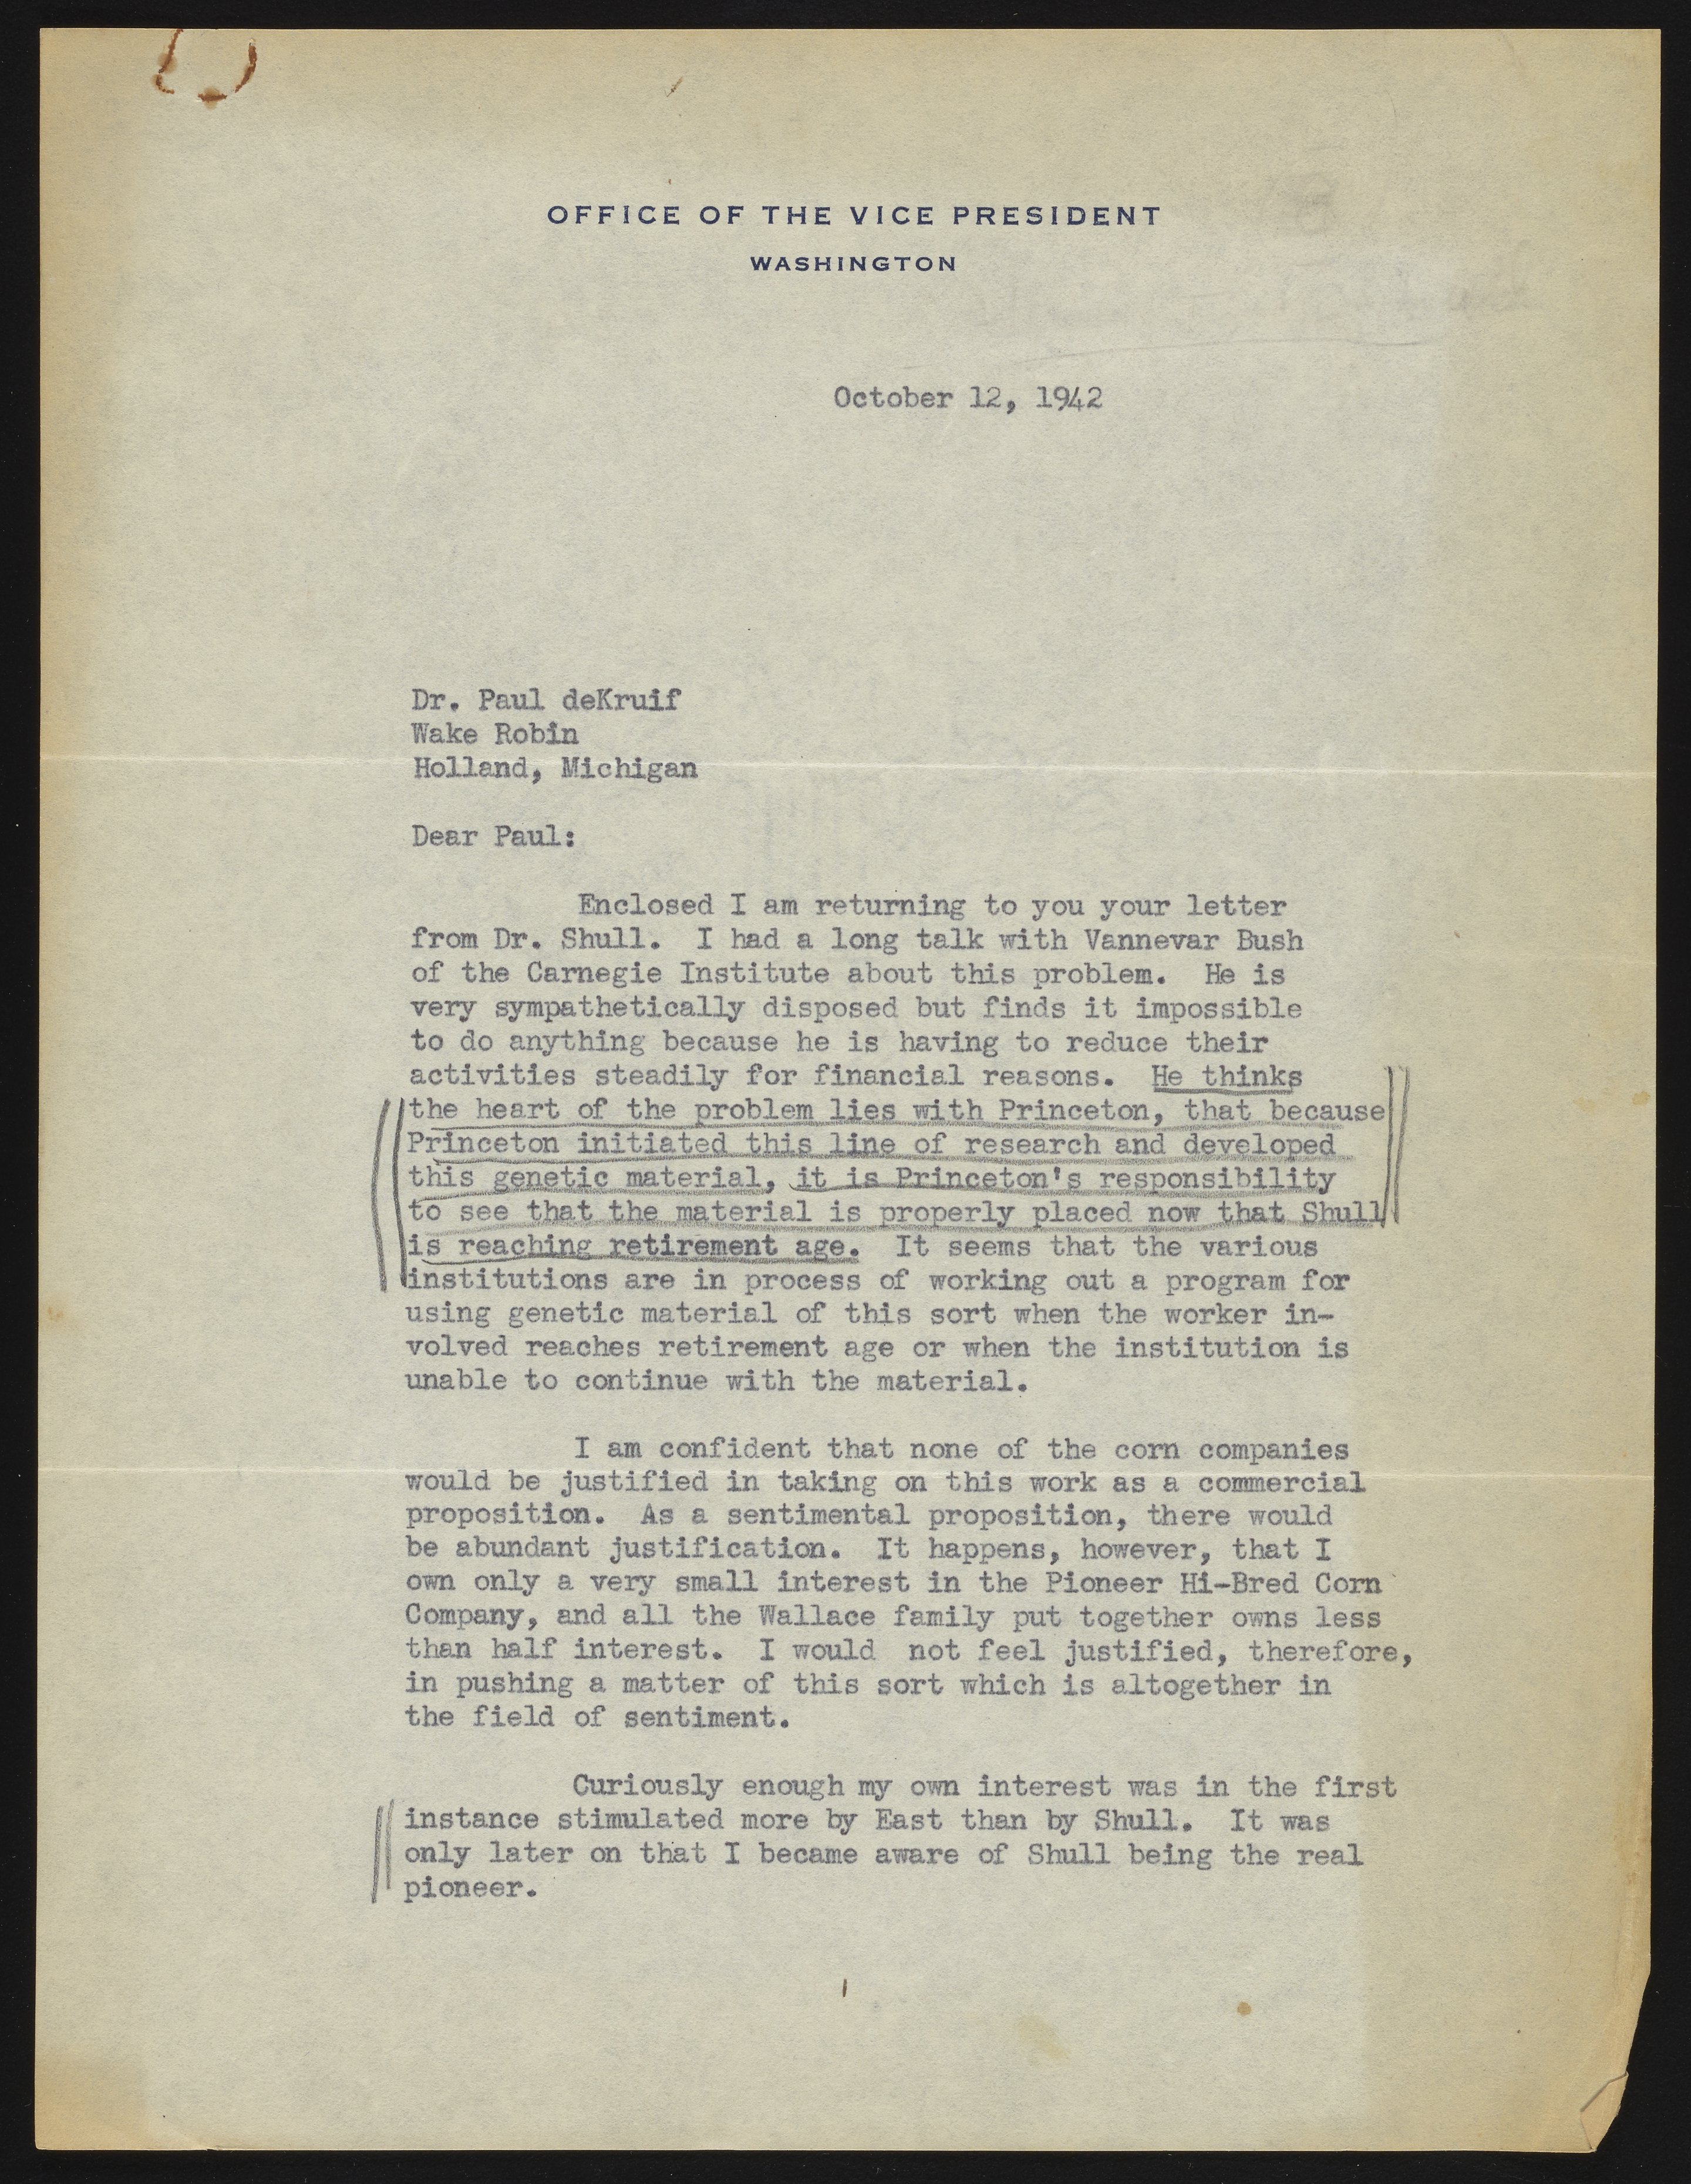 OFFICE OF THE VICE PRESIDENT
WASHINGTON
October 12, 1942
Dr. Paul deKruif
Wake Robin
Holland, Michigan
Dear Paul:
Enclosed I am returning to you your letter
from Dr. Shull. I had a long talk with Vannevar Bush
of the Carnegie Institute about this problem. He is
very sympathetically disposed but finds it impossible
to do anything because he is having to reduce their
activities steadily for financial reasons. He thinks
the heart of the problem lies with Princeton, that because
Princeton initiated this line of research and developed
this genetic material, it is Princeton's responsibility
to see that the material is properly placed now that Shull
is reaching retirement age. It seems that the various
institutions are in process of working out a program for
using genetic material of this sort when the worker in-
volved reaches retirement age or when the institution is
unable to continue with the material.
I am confident that none of the corn companies
would be justified in taking on this work as a commercial
proposition. As a sentimental proposition, there would
be abundant justification. It happens, however, that I
own only a very small interest in the Pioneer Hi-Bred Corn
Company, and all the Wallace family put together owns less
than half interest. I would not feel justified, therefore,
in pushing a matter of this sort which is altogether in
the field of sentiment.
Curiously enough my own interest was in the first
instance stimulated more by East than by Shull. It was
only later on that I became aware of Shull being the real
pioneer.